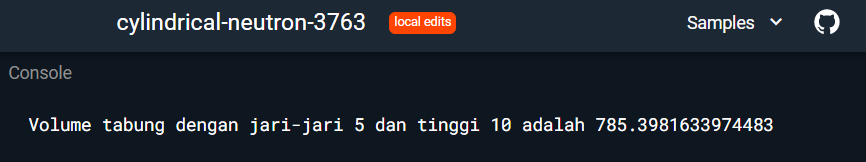 cylindrical-neutron-3763 local edits Samples
Console
Volume tabung dengan jari-jari 5 dan tinggi 10 adalah 785.3981633974483